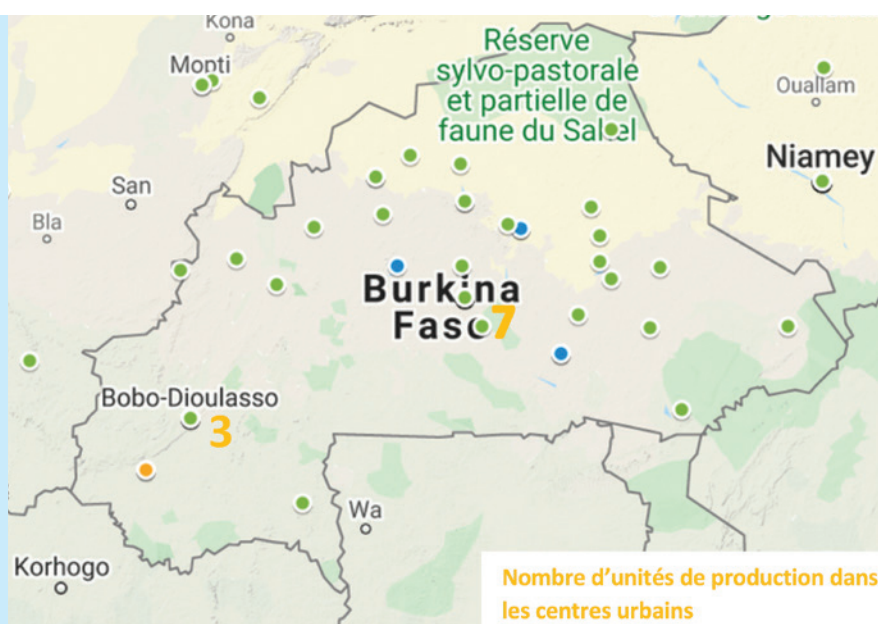 Kona
Monti
Réserve
sylvo-pastorale
et partielle de
faune du Sahel
Ouallam
Niamey
San
Bla
Burkina
Faso
7
Bobo-Dioulasso
3
Wa
Korhogo
Nombre d'unités de production dans
les centres urbains